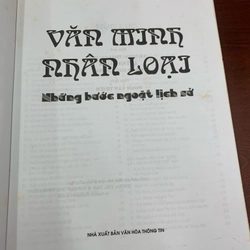 VĂN MINH
NHÂN LOẠI
Những bước ngoặt lịch sử
NHÀ XUẤT BẢN VĂN HÓA THÔNG TIN